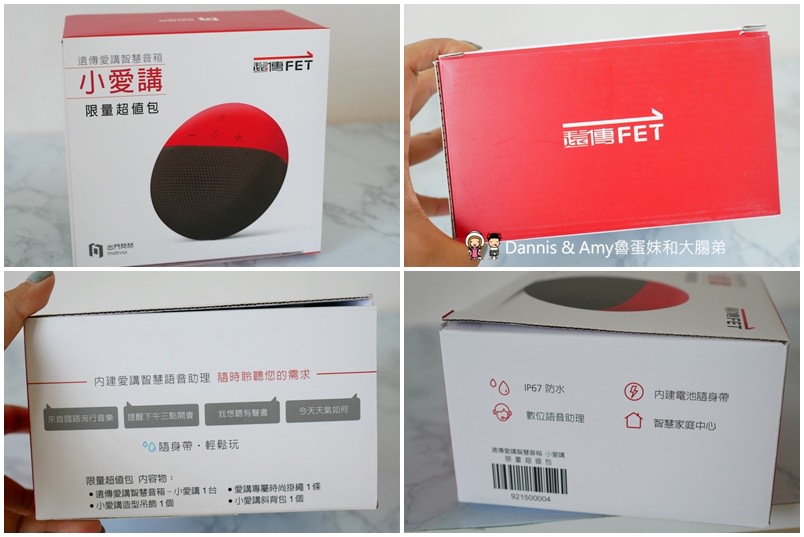 遠傳愛講智慧音箱
小愛講
限量超值包
遠傳FET
出門問問
mobvoi
遠傳FET
Dannis & Amy魯蛋妹和大腸弟
內建愛講智慧語音助理 隨時聆聽您的需求
來首國語流行音樂
提醒下午三點開會
我想聽有聲書
今天天氣如何
隨身帶・輕鬆玩
限量超值包 內容物：
• 遠傳愛講智慧音箱－小愛講 1 台
• 愛講專屬時尚掛繩 1 條
• 小愛講造型吊飾 1 個
• 小愛講斜背包 1 個
遠傳FET
IP67 防水
內建電池隨身帶
數位語音助理
智慧家庭中心
遠傳愛講智慧音箱 小愛講
限量超值包
921500004